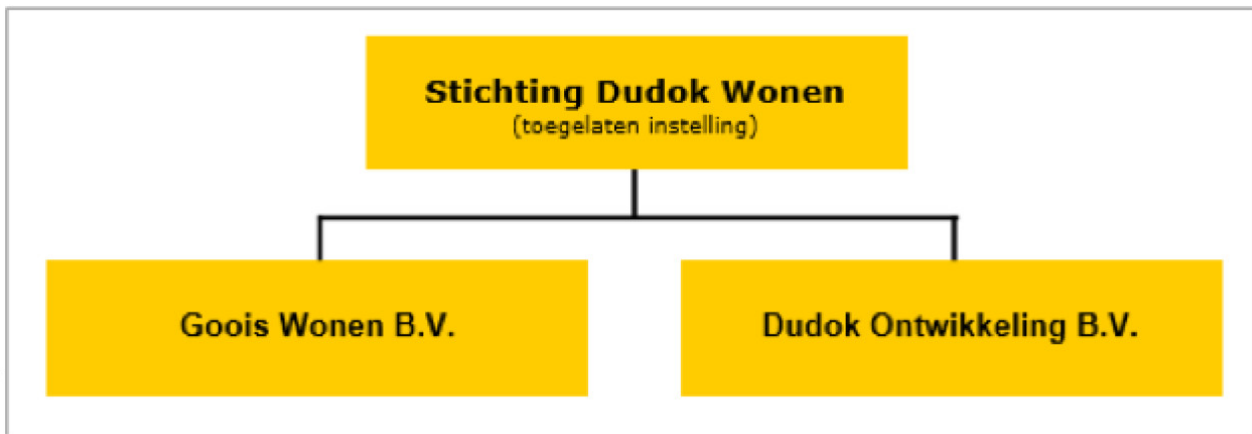 Stichting Dudok Wonen
(toegelaten instelling)
Goois Wonen B.V.
Dudok Ontwikkeling B.V.